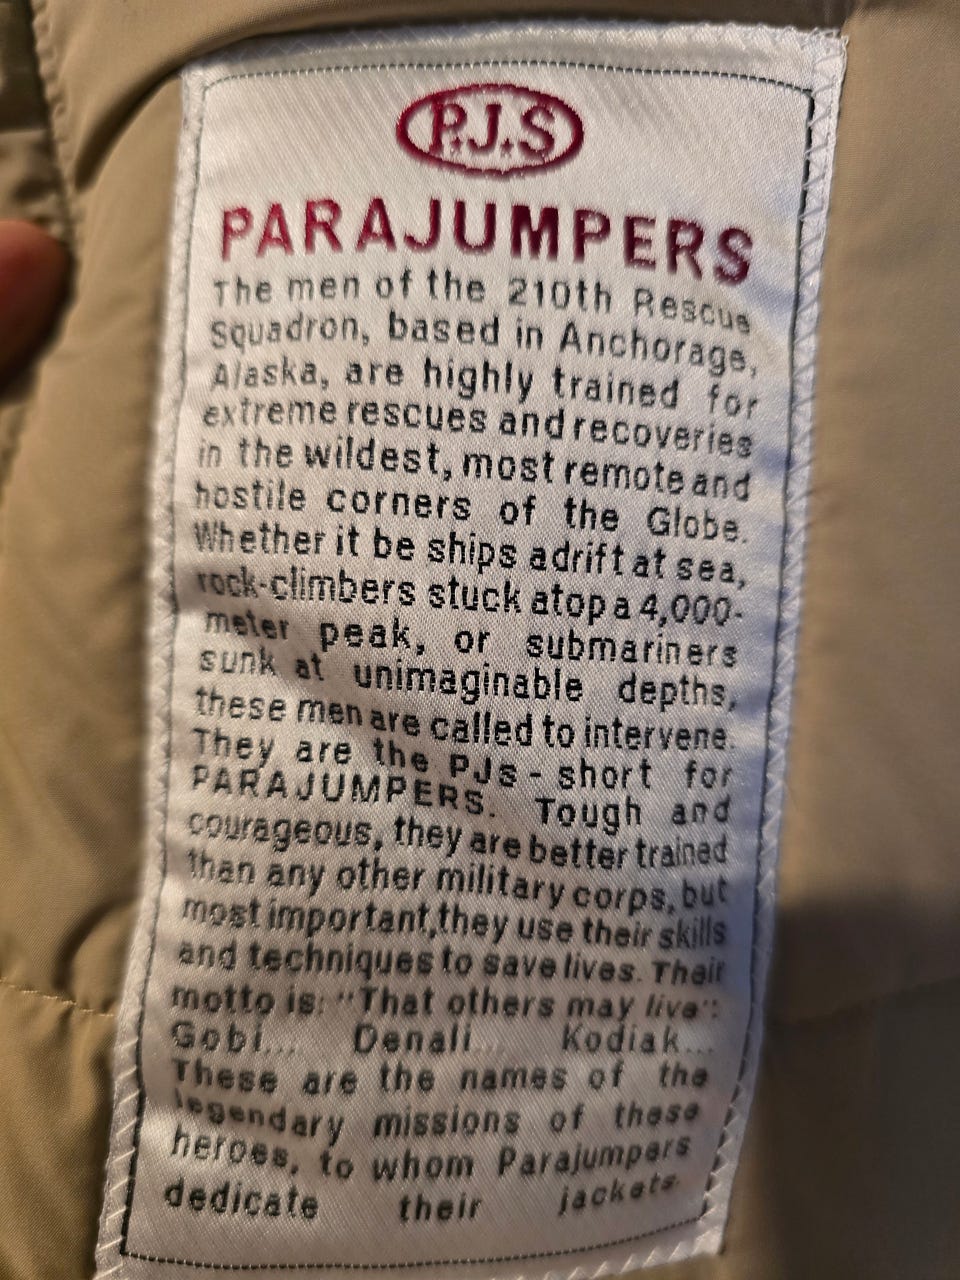 P.J.S
PARAJUMPERS
The men of the 210th Rescue
Squadron, based in Anchorage,
Alaska, are highly trained for
extreme rescues and recoveries
in the wildest, most remote and
hostile corners of the Globe.
Whether it be ships adrift at sea,
rock-climbers stuck atop a 4,000-
meter peak, or submariners
sunk at unimaginable depths,
these men are called to intervene.
They are the PJs - short for
PARAJUMPERS. Tough and
courageous, they are better trained
than any other military corps, but
most important,they use their skills
and techniques to save lives. Their
motto is: "That others may live":
Gobi.... Denali... Kodiak...
These are the names of the
legendary missions of these
heroes, to whom Parajumpers
dedicate their jackets.